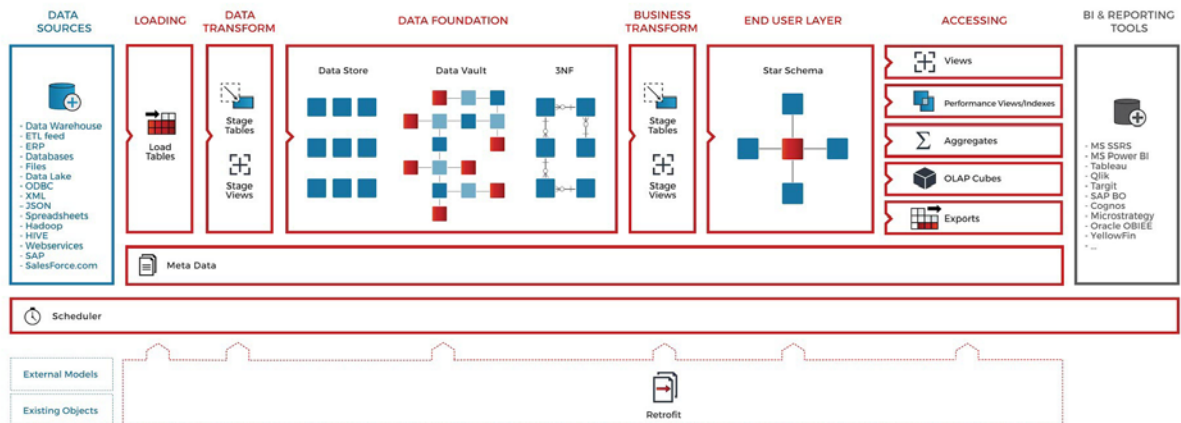 DATA
SOURCES
LOADING
DATA
TRANSFORM
DATA FOUNDATION
BUSINESS
TRANSFORM
END USER LAYER
ACCESSING
BI & REPORTING
TOOLS
- Data Warehouse
- ETL feed
- ERP
- Databases
- Files
- Data Lake
- ODBC
- XML
- JSON
- Spreadsheets
- Hadoop
- HIVE
- Webservices
- SAP
- SalesForce.com
Load
Tables
Stage
Tables
Stage
Views
Data Store
Data Vault
3NF
Stage
Tables
Stage
Views
Star Schema
Views
Performance Views/Indexes
Σ
Aggregates
OLAP Cubes
Exports
- MS SSRS
- MS Power BI
- Tableau
- Qlik
- Targit
- SAP BO
- Cognos
- Microstrategy
- Oracle OBIEE
- YellowFin
- ...
Meta Data
Scheduler
External Models
Existing Objects
Retrofit